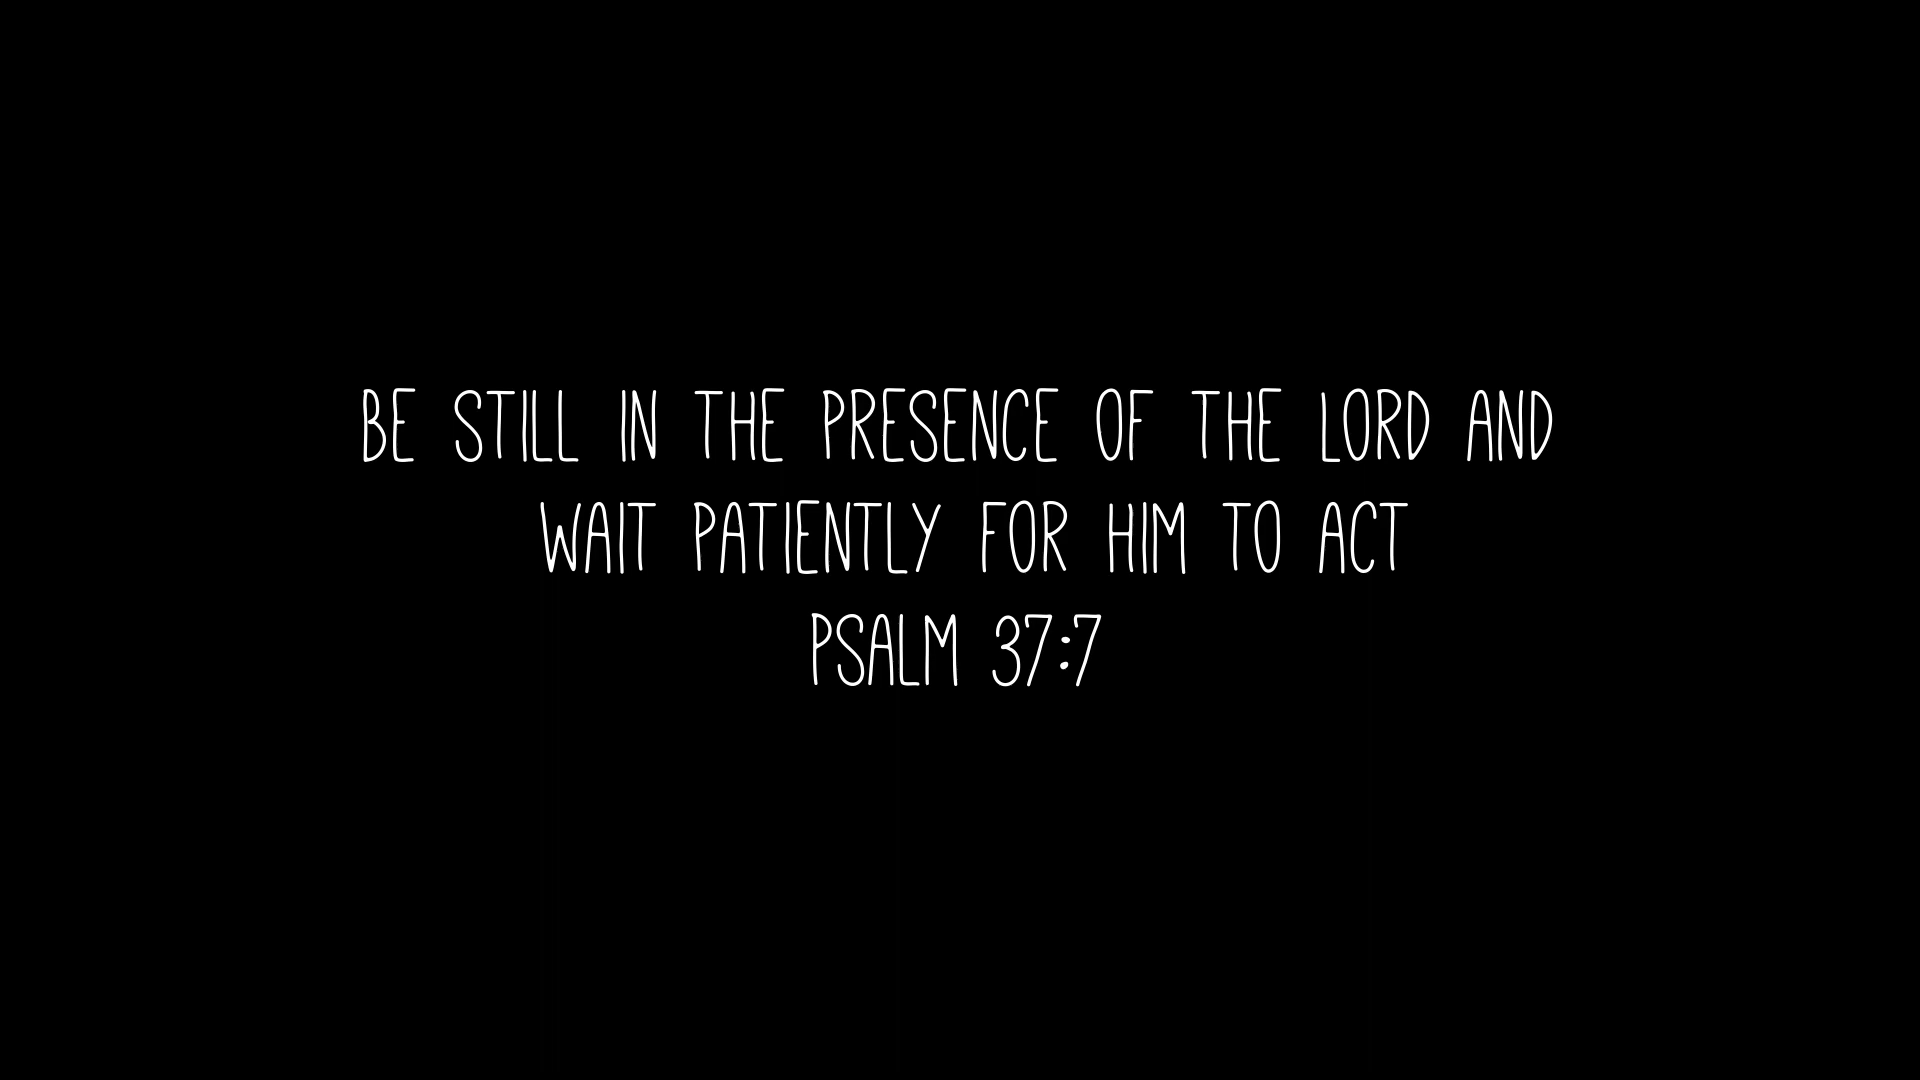 BE STILL IN THE PRESENCE OF THE LORD AND
WAIT PATIENTLY FOR HIM TO ACT
PSALM 37:7